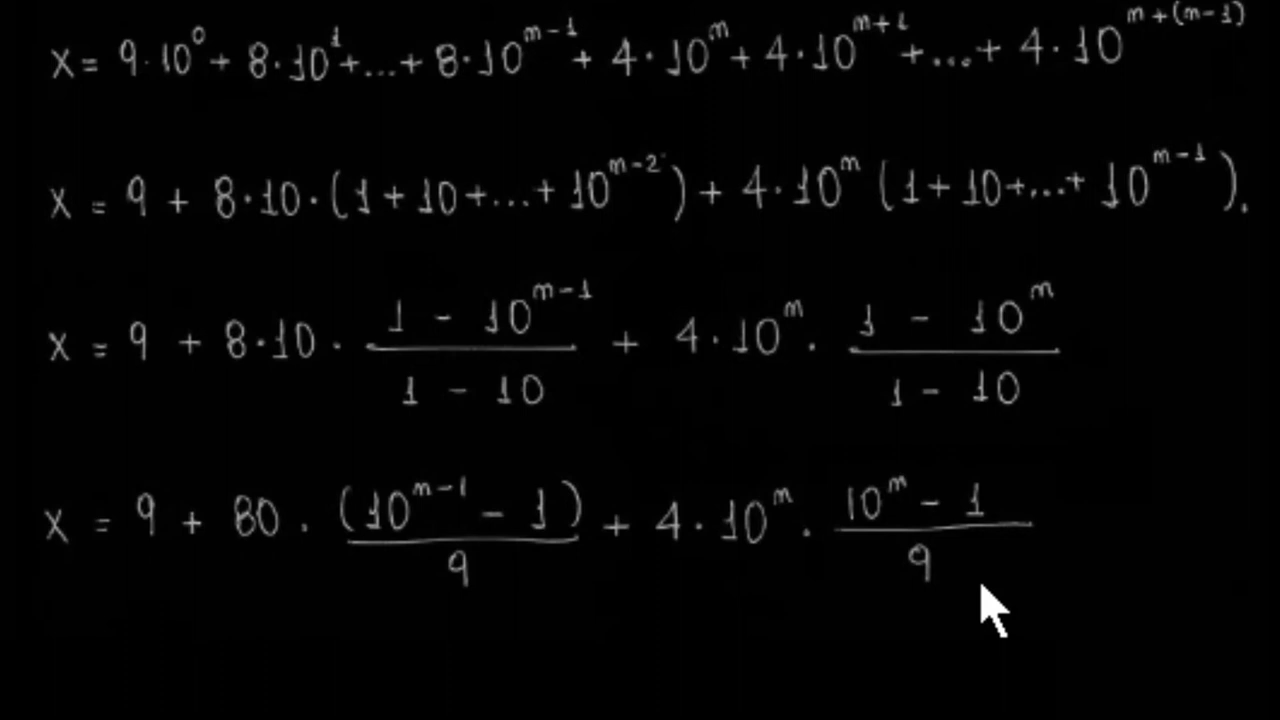 x = 9·10⁰ + 8·10¹ + ... + 8·10^(m-1) + 4·10^m + 4·10^(m+1) + ... + 4·10^(m+(m-1))
x = 9 + 8·10·(1 + 10 + ... + 10^(m-2)) + 4·10^m (1 + 10 + ... + 10^(m-1)).
x = 9 + 8·10 · (1 - 10^(m-1))/(1 - 10) + 4·10^m · (1 - 10^m)/(1 - 10)
x = 9 + 80 · (10^(m-1) - 1)/9 + 4·10^m · (10^m - 1)/9